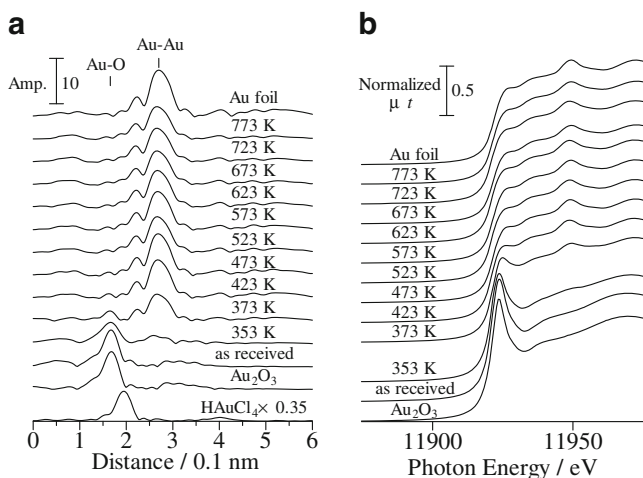 a
Au-Au
Au-O
Amp. 10
Au foil
773 K
723 K
673 K
623 K
573 K
523 K
473 K
423 K
373 K
353 K
as received
Au₂O₃
HAuCl₄× 0.35
0 1 2 3 4 5 6
Distance / 0.1 nm
b
Normalized
μ t
0.5
Au foil
773 K
723 K
673 K
623 K
573 K
523 K
473 K
423 K
373 K
353 K
as received
Au₂O₃
11900 11950
Photon Energy / eV